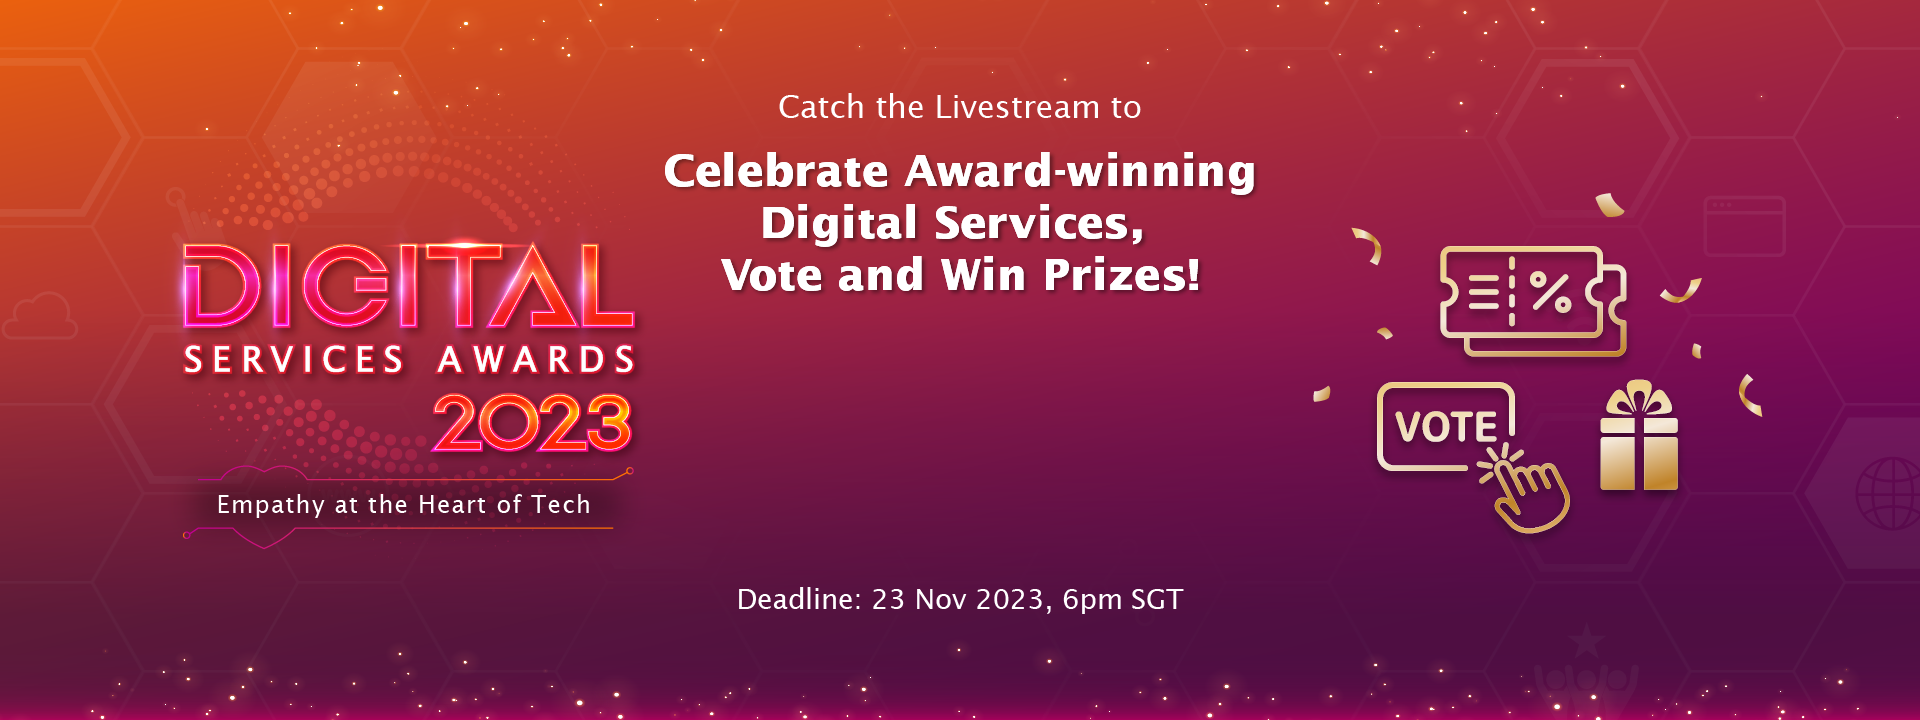 DIGITAL
SERVICES AWARDS
2023
Empathy at the Heart of Tech
Catch the Livestream to
Celebrate Award-winning
Digital Services,
Vote and Win Prizes!
Deadline: 23 Nov 2023, 6pm SGT
%
VOTE